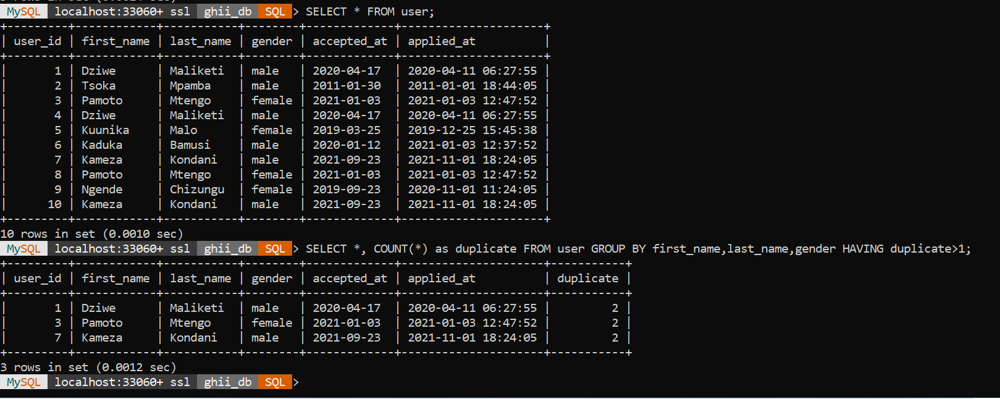 MySQL localhost:33060+ ssl ghii_db SQL > SELECT * FROM user;
+---------+------------+-----------+--------+-------------+---------------------+
| user_id | first_name | last_name | gender | accepted_at | applied_at          |
+---------+------------+-----------+--------+-------------+---------------------+
|       1 | Dziwe      | Maliketi  | male   | 2020-04-17  | 2020-04-11 06:27:55 |
|       2 | Tsoka      | Mpamba    | male   | 2011-01-30  | 2011-01-01 18:44:05 |
|       3 | Pamoto     | Mtengo    | female | 2021-01-03  | 2021-01-03 12:47:52 |
|       4 | Dziwe      | Maliketi  | male   | 2020-04-17  | 2020-04-11 06:27:55 |
|       5 | Kuunika    | Malo      | female | 2019-03-25  | 2019-12-25 15:45:38 |
|       6 | Kaduka     | Bamusi    | male   | 2020-01-12  | 2021-01-03 12:37:52 |
|       7 | Kameza     | Kondani   | male   | 2021-09-23  | 2021-11-01 18:24:05 |
|       8 | Pamoto     | Mtengo    | female | 2021-01-03  | 2021-01-03 12:47:52 |
|       9 | Ngende     | Chizungu  | female | 2019-09-23  | 2020-11-01 11:24:05 |
|      10 | Kameza     | Kondani   | male   | 2021-09-23  | 2021-11-01 18:24:05 |
+---------+------------+-----------+--------+-------------+---------------------+
10 rows in set (0.0010 sec)
MySQL localhost:33060+ ssl ghii_db SQL > SELECT *, COUNT(*) as duplicate FROM user GROUP BY first_name,last_name,gender HAVING duplicate>1;
+---------+------------+-----------+--------+-------------+---------------------+-----------+
| user_id | first_name | last_name | gender | accepted_at | applied_at          | duplicate |
+---------+------------+-----------+--------+-------------+---------------------+-----------+
|       1 | Dziwe      | Maliketi  | male   | 2020-04-17  | 2020-04-11 06:27:55 |         2 |
|       3 | Pamoto     | Mtengo    | female | 2021-01-03  | 2021-01-03 12:47:52 |         2 |
|       7 | Kameza     | Kondani   | male   | 2021-09-23  | 2021-11-01 18:24:05 |         2 |
+---------+------------+-----------+--------+-------------+---------------------+-----------+
3 rows in set (0.0012 sec)
MySQL localhost:33060+ ssl ghii_db SQL >